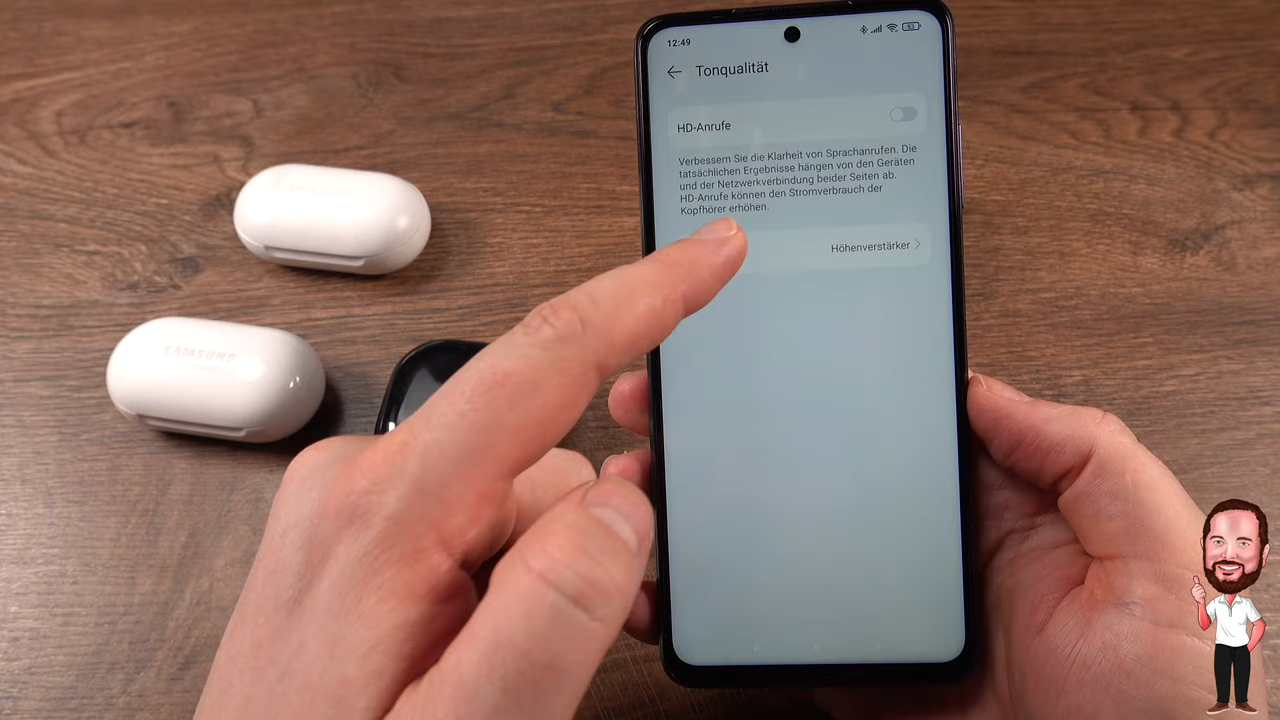 12:49
53
Tonqualität
HD-Anrufe
Verbessern Sie die Klarheit von Sprachanrufen. Die
tatsächlichen Ergebnisse hängen von den Geräten
und der Netzwerkverbindung beider Seiten ab.
HD-Anrufe können den Stromverbrauch der
Kopfhörer erhöhen.
Höhenverstärker
SAMSUNG